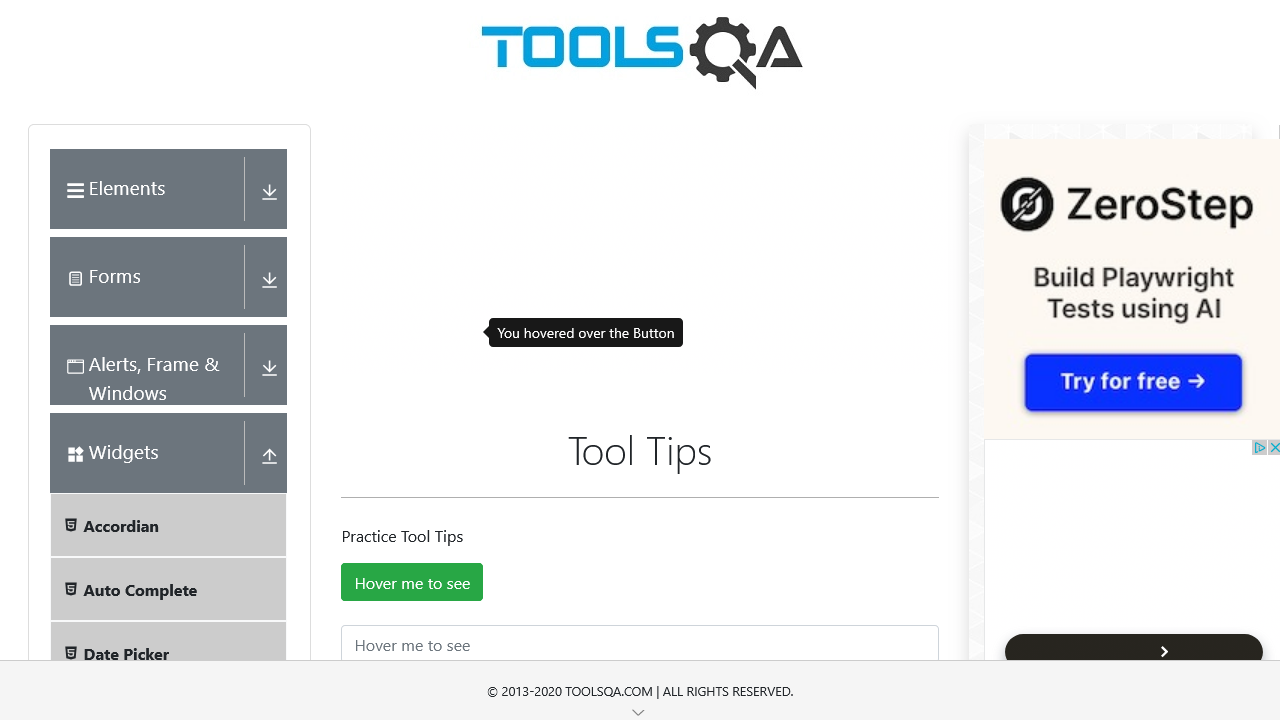 TOOLSQA
Elements
Forms
Alerts, Frame &
Windows
Widgets
Accordian
Auto Complete
Date Picker
You hovered over the Button
Tool Tips
Practice Tool Tips
Hover me to see
Hover me to see
ZeroStep
Build Playwright
Tests using AI
Try for free →
© 2013-2020 TOOLSQA.COM | ALL RIGHTS RESERVED.